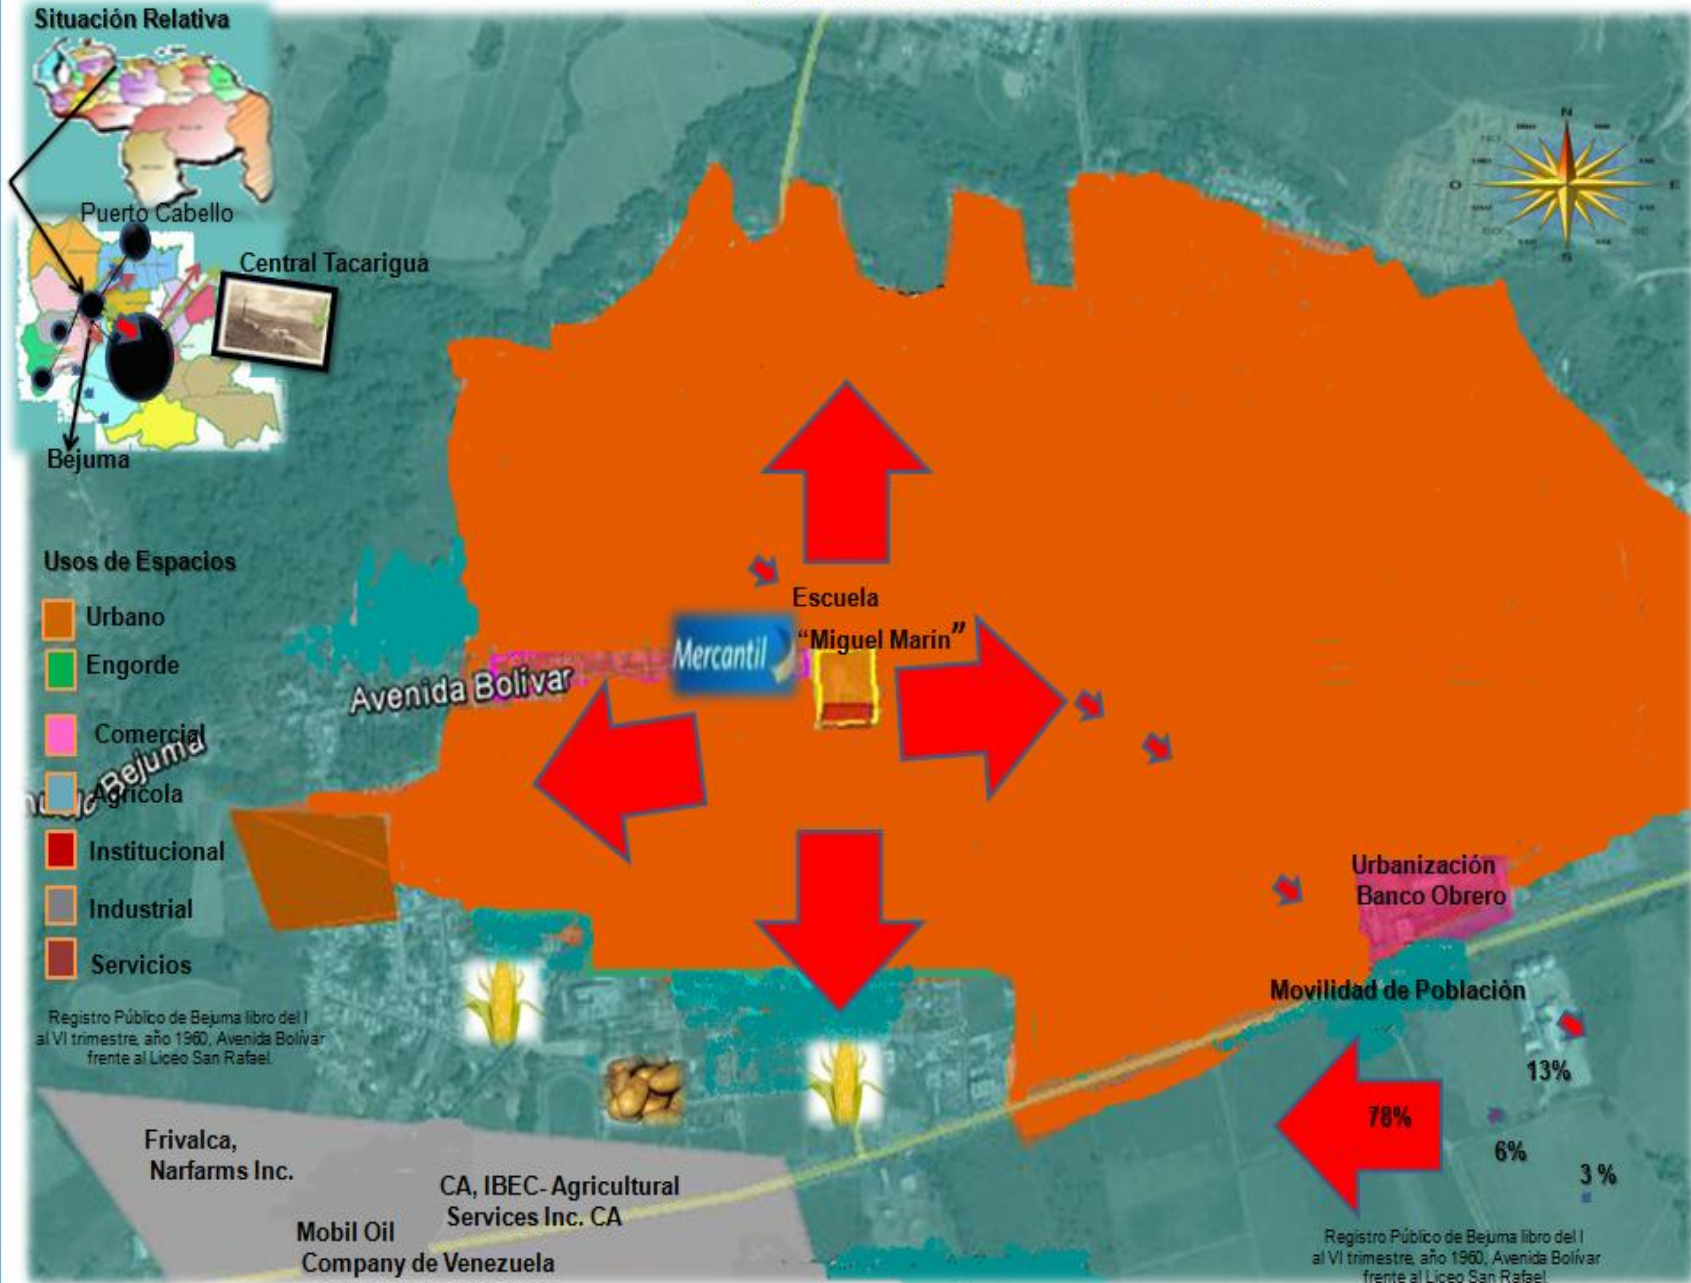 Situación Relativa
Puerto Cabello
Central Tacarigua
Bejuma
N
O
E
S
Usos de Espacios
Urbano
Engorde
Comercial
Agrícola
Institucional
Industrial
Servicios
Bejuma
Registro Público de Bejuma libro del I
al VI trimestre, año 1960, Avenida Bolívar
frente al Liceo San Rafael.
Escuela
“Miguel Marín”
Mercantil
Avenida Bolívar
Urbanización
Banco Obrero
Movilidad de Población
13%
78%
6%
3 %
Frivalca,
Narfarms Inc.
CA, IBEC- Agricultural
Services Inc. CA
Mobil Oil
Company de Venezuela
Registro Público de Bejuma libro del I
al VI trimestre, año 1960, Avenida Bolívar
frente al Liceo San Rafael.